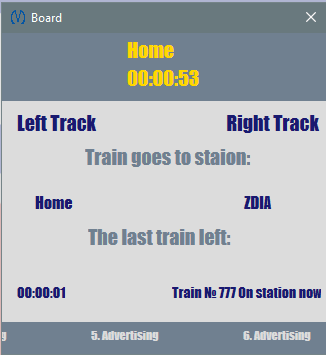 Board
Home
00:00:53
Left Track Right Track
Train goes to staion:
Home ZDIA
The last train left:
00:00:01 Train № 777 On station now
g 5. Advertising 6. Advertising